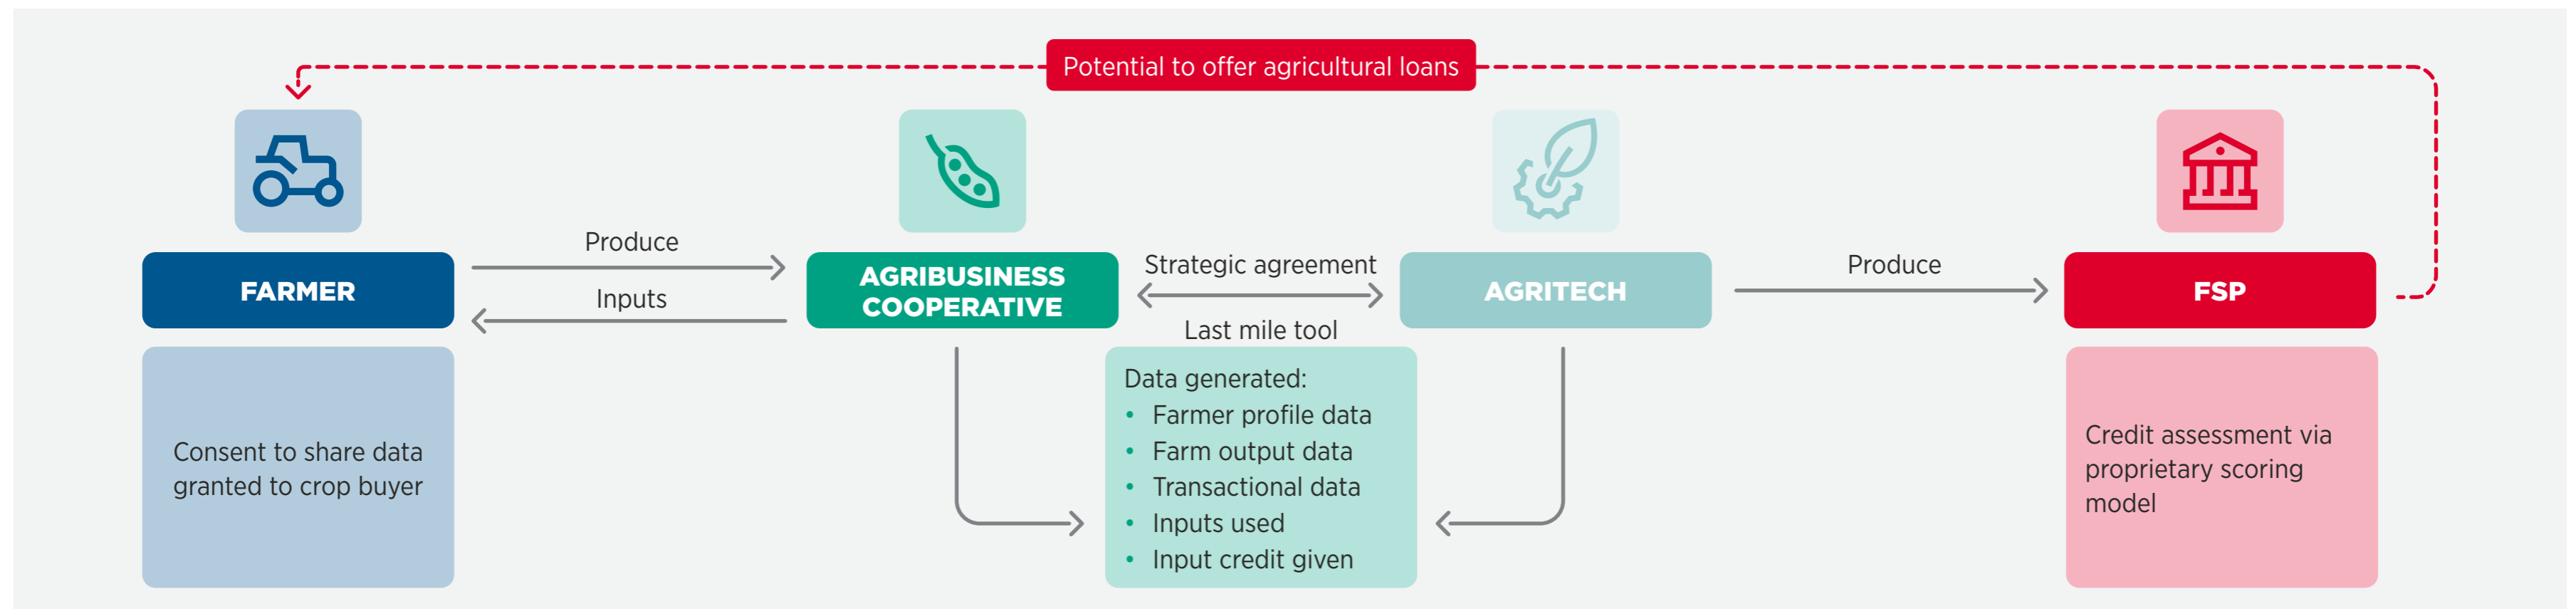 Potential to offer agricultural loans
Produce
Inputs
FARMER
AGRIBUSINESS
COOPERATIVE
Strategic agreement
Last mile tool
AGRITECH
Produce
FSP
Consent to share data
granted to crop buyer
Data generated:
• Farmer profile data
• Farm output data
• Transactional data
• Inputs used
• Input credit given
Credit assessment via
proprietary scoring
model